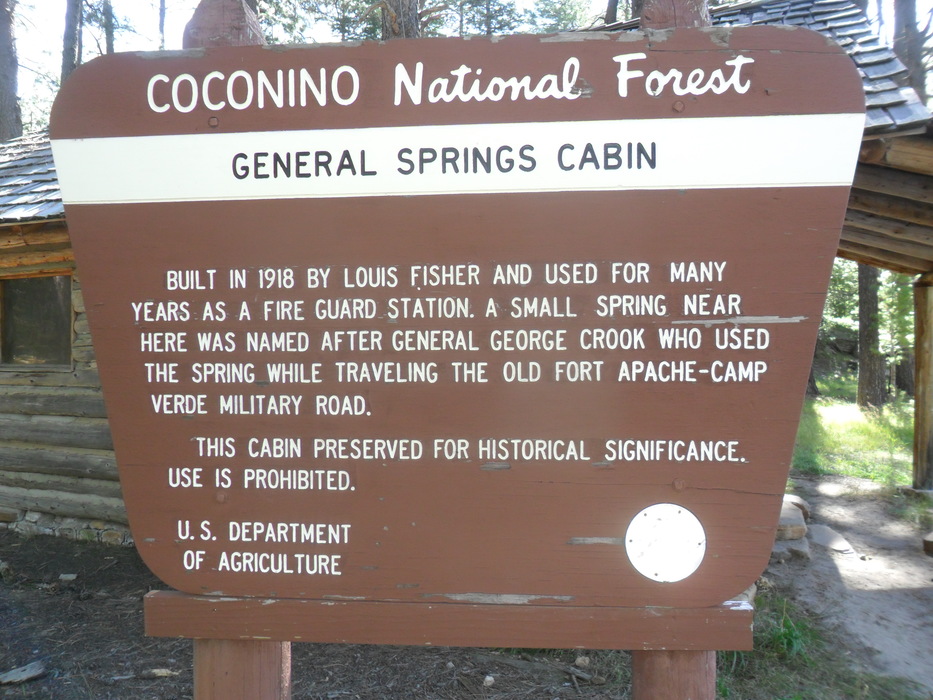 COCONINO National Forest
GENERAL SPRINGS CABIN
BUILT IN 1918 BY LOUIS FISHER AND USED FOR MANY
YEARS AS A FIRE GUARD STATION. A SMALL SPRING NEAR
HERE WAS NAMED AFTER GENERAL GEORGE CROOK WHO USED
THE SPRING WHILE TRAVELING THE OLD FORT APACHE-CAMP
VERDE MILITARY ROAD.
THIS CABIN PRESERVED FOR HISTORICAL SIGNIFICANCE.
USE IS PROHIBITED.
U.S. DEPARTMENT
OF AGRICULTURE